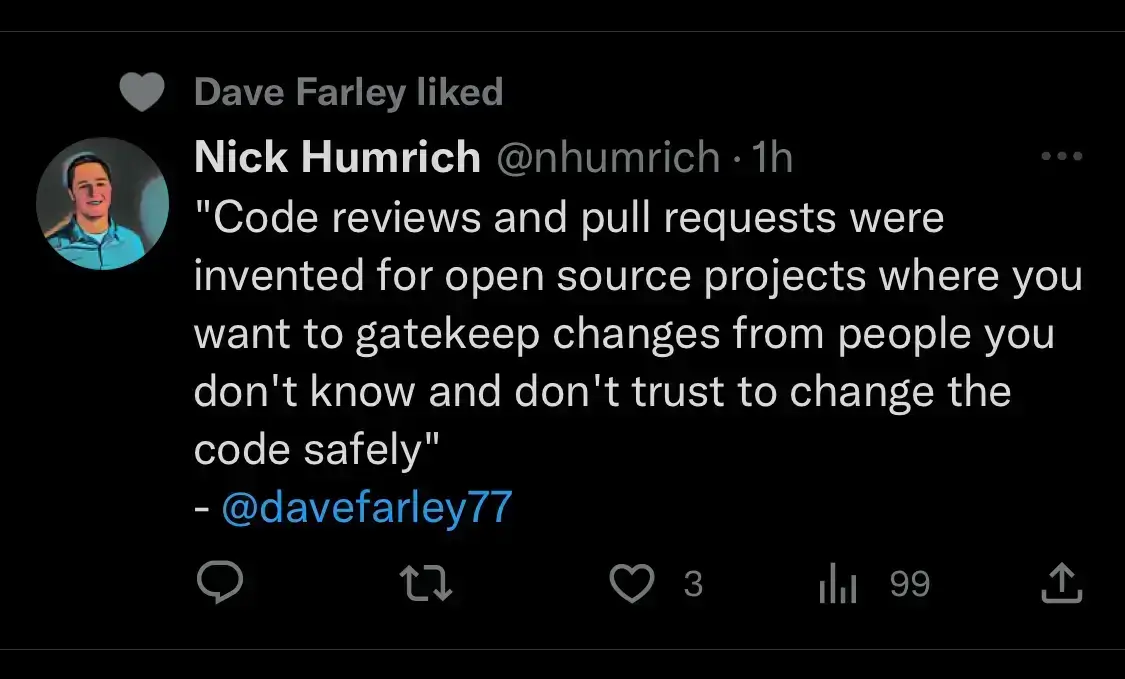 Dave Farley liked
Nick Humrich @nhumrich · 1h
"Code reviews and pull requests were
invented for open source projects where you
want to gatekeep changes from people you
don't know and don't trust to change the
code safely"
- @davefarley77
3 99